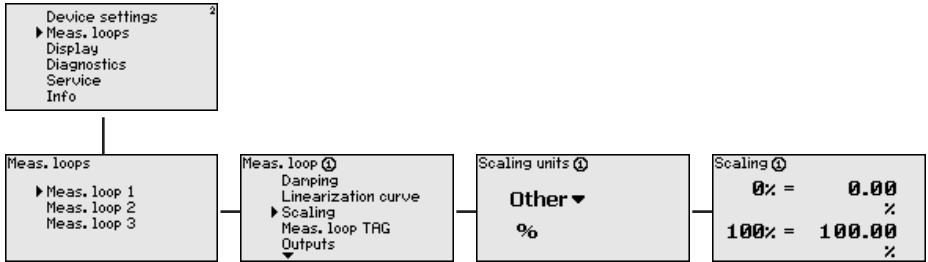 2
Device settings
Meas. loops
Display
Diagnostics
Service
Info
Meas. loops
Meas. loop 1
Meas. loop 2
Meas. loop 3
Meas. loop ①
Damping
Linearization curve
Scaling
Meas. loop TAG
Outputs
Scaling units ①
Other
%
Scaling ①
0% = 0.00
%
100% = 100.00
%